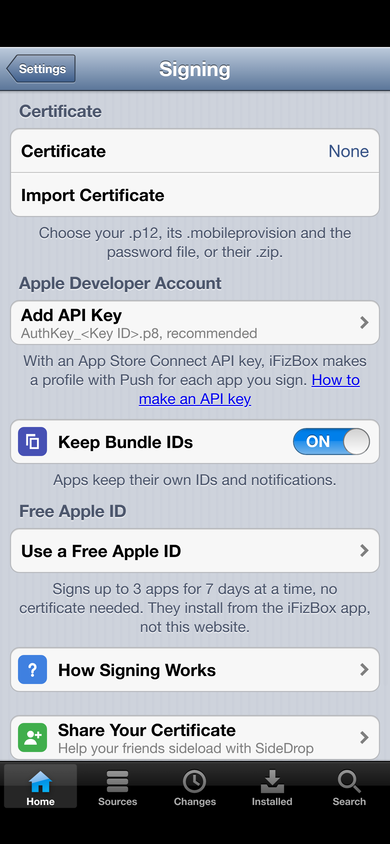 Settings
Signing
Certificate
Certificate
None
Import Certificate
Choose your .p12, its .mobileprovision and the
password file, or their .zip.
Apple Developer Account
Add API Key
AuthKey_<Key ID>.p8, recommended
With an App Store Connect API key, iFizBox makes
a profile with Push for each app you sign. How to
make an API key
Keep Bundle IDs
ON
Apps keep their own IDs and notifications.
Free Apple ID
Use a Free Apple ID
Signs up to 3 apps for 7 days at a time, no
certificate needed. They install from the iFizBox app,
not this website.
?
How Signing Works
Share Your Certificate
Help your friends sideload with SideDrop
Home
Sources
Changes
Installed
Search